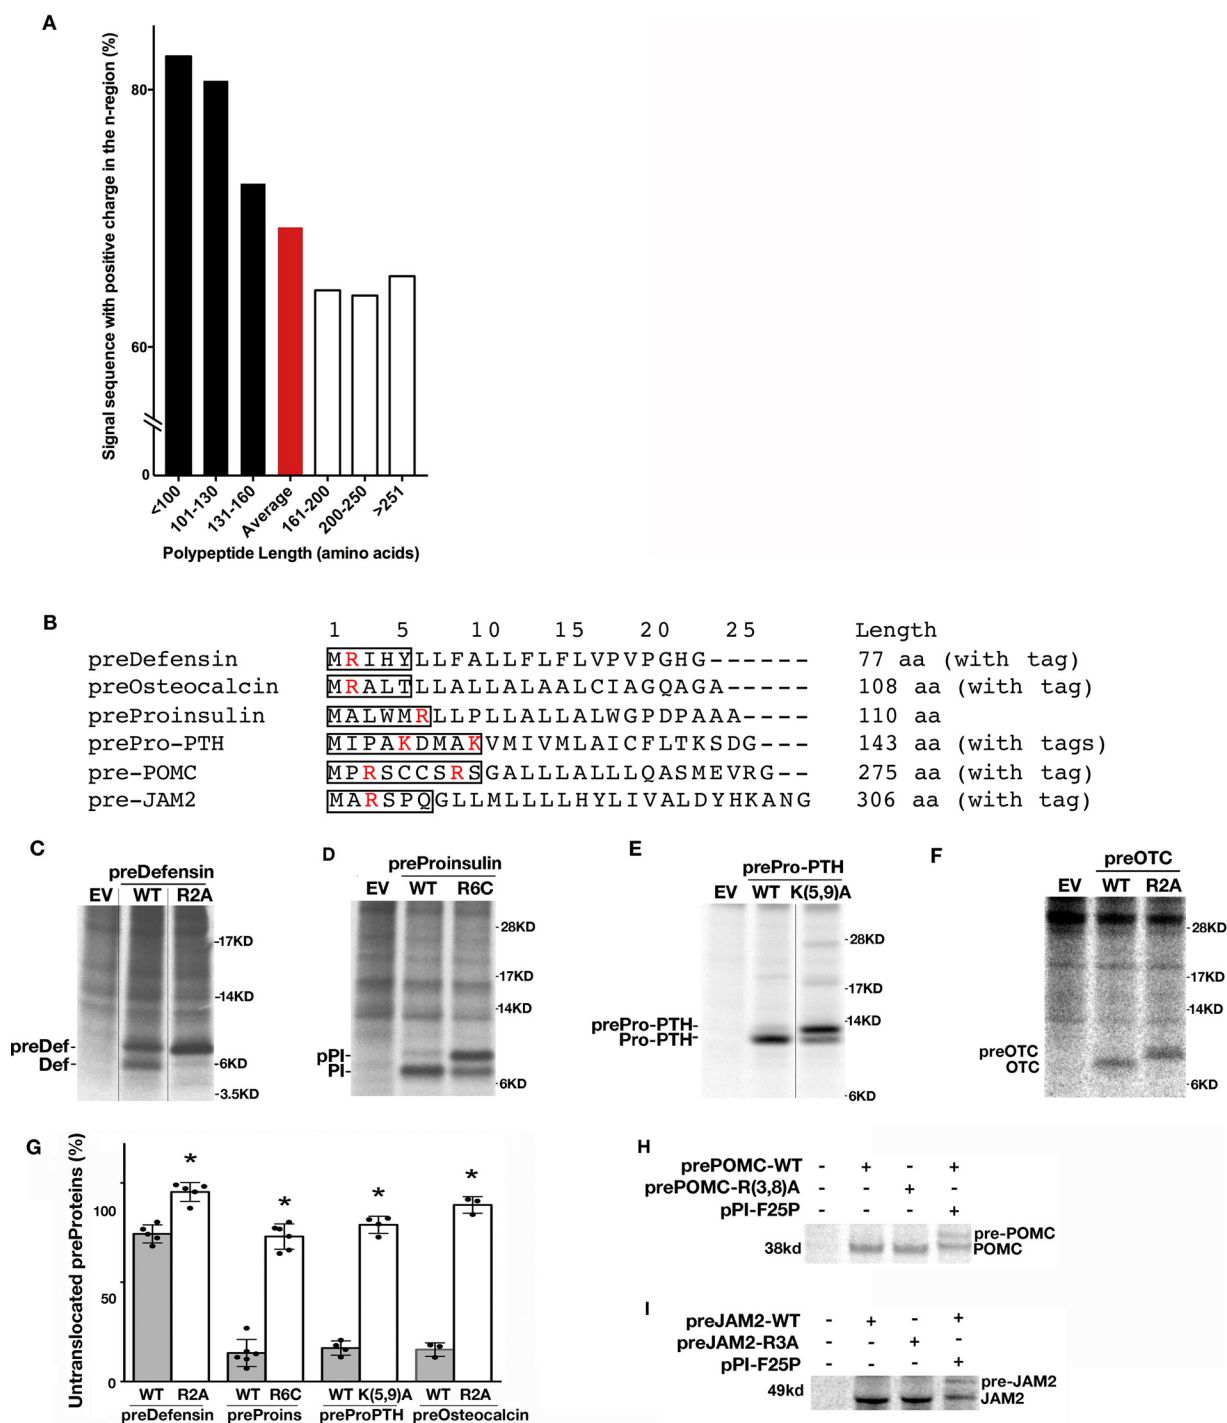 A
Signal sequence with positive charge in the n-region (%)
80
60
0
<100
101-130
131-160
Average
161-200
200-250
>251
Polypeptide Length (amino acids)
B
1 5 10 15 20 25 Length
preDefensin MRIHYLLFALLFLFLVPVPGHG------ 77 aa (with tag)
preOsteocalcin MRALTLLALLALAALCIAGQAGA----- 108 aa (with tag)
preProinsulin MALWMRLLPLLALLALWGPDPAAA---- 110 aa
prePro-PTH MIPAKDMAKVMIVMLAICFLTKSDG--- 143 aa (with tags)
pre-POMC MPRSCCSRSGALLLALLLQASMEVRG-- 275 aa (with tag)
pre-JAM2 MARSPQGLLMLLLLHYLIVALDYHKANG 306 aa (with tag)
C
preDefensin
EV WT R2A
-17KD
-14KD
preDef-
Def-
-6KD
-3.5KD
D
preProinsulin
EV WT R6C
-28KD
-17KD
-14KD
pPI-
PI-
-6KD
E
prePro-PTH
EV WT K(5,9)A
-28KD
-17KD
-14KD
prePro-PTH-
Pro-PTH-
-6KD
F
preOTC
EV WT R2A
-28KD
-17KD
-14KD
preOTC
OTC
-6KD
G
Untranslocated preProteins (%)
100
50
0
* * * *
WT R2A WT R6C WT K(5,9)A WT R2A
preDefensin preProins preProPTH preOsteocalcin
H
prePOMC-WT - + - +
prePOMC-R(3,8)A - - + -
pPI-F25P - - - +
38kd
pre-POMC
POMC
I
preJAM2-WT - + - +
preJAM2-R3A - - + -
pPI-F25P - - - +
49kd
pre-JAM2
JAM2